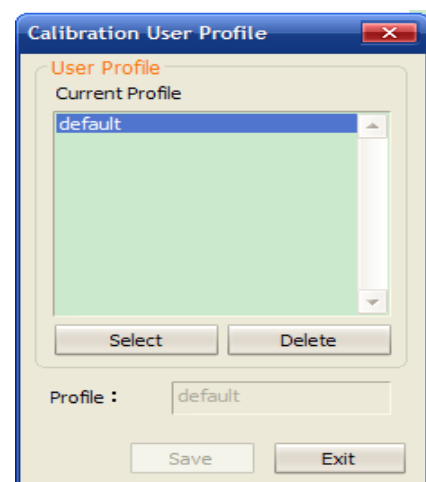 Calibration User Profile
User Profile
Current Profile
default
Select Delete
Profile : default
Save Exit